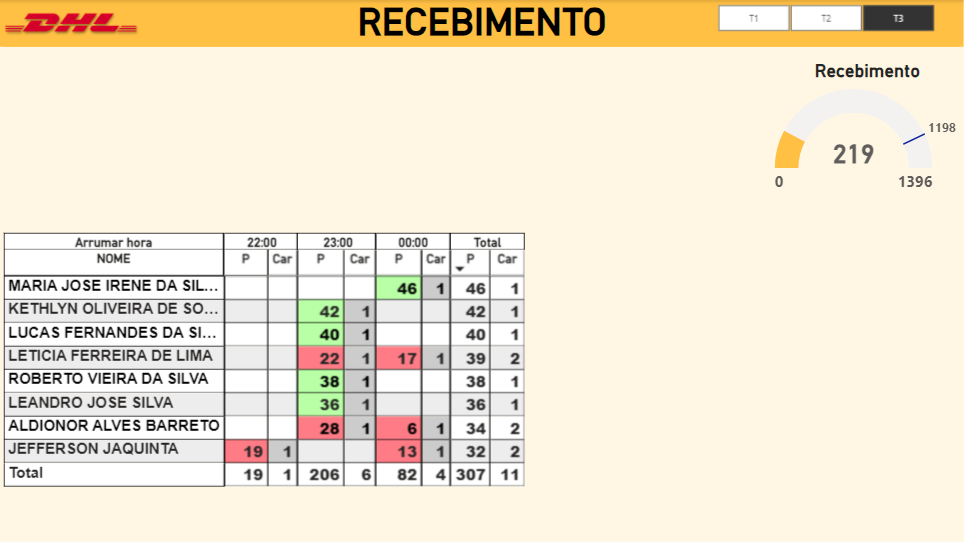 DHL
RECEBIMENTO
T1 T2 T3
Recebimento
1198
219
0 1396
Arrumar hora 22:00 23:00 00:00 Total
NOME P Car P Car P Car P Car
MARIA JOSE IRENE DA SIL... 46 1 46 1
KETHLYN OLIVEIRA DE SO... 42 1 42 1
LUCAS FERNANDES DA SI... 40 1 40 1
LETICIA FERREIRA DE LIMA 22 1 17 1 39 2
ROBERTO VIEIRA DA SILVA 38 1 38 1
LEANDRO JOSE SILVA 36 1 36 1
ALDIONOR ALVES BARRETO 28 1 6 1 34 2
JEFFERSON JAQUINTA 19 1 13 1 32 2
Total 19 1 206 6 82 4 307 11